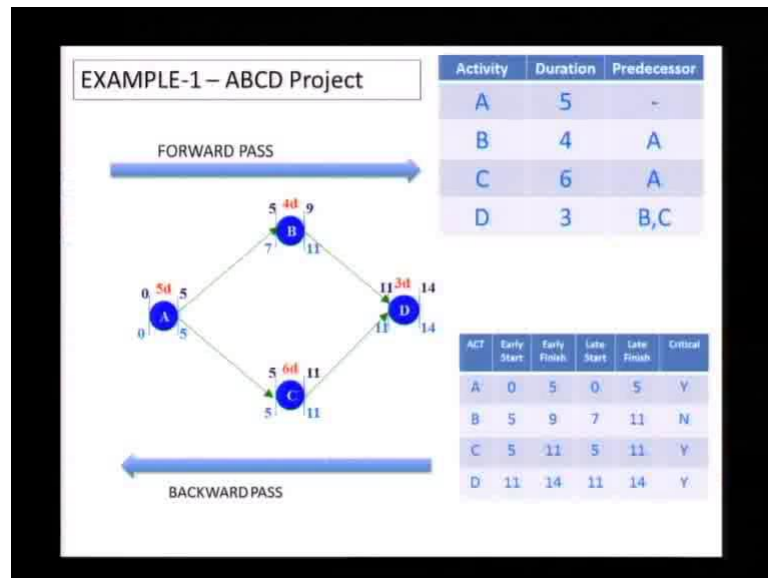 EXAMPLE-1 – ABCD Project
Activity Duration Predecessor
A 5 -
B 4 A
C 6 A
D 3 B,C
FORWARD PASS
5 4d 9
B
7 11
0 5d 5
A
0 5
11 3d 14
D
11 14
5 6d 11
C
5 11
BACKWARD PASS
ACT Early Start Early Finish Late Start Late Finish Critical
A 0 5 0 5 Y
B 5 9 7 11 N
C 5 11 5 11 Y
D 11 14 11 14 Y